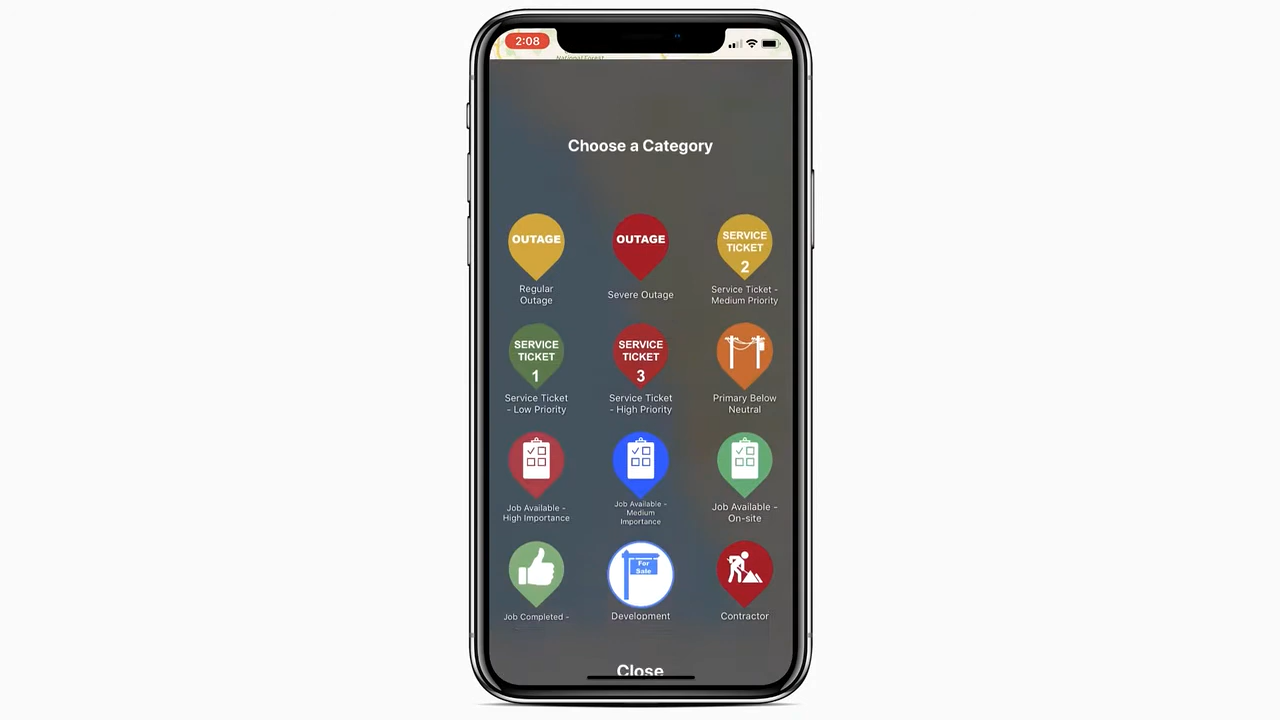 2:08
National Forest
Choose a Category
OUTAGE
Regular
Outage
OUTAGE
Severe Outage
SERVICE
TICKET
2
Service Ticket -
Medium Priority
SERVICE
TICKET
1
Service Ticket
- Low Priority
SERVICE
TICKET
3
Service Ticket
- High Priority
Primary Below
Neutral
Job Available -
High Importance
Job Available -
Medium
Importance
Job Available -
On-site
Job Completed -
For
Sale
Development
Contractor
Close